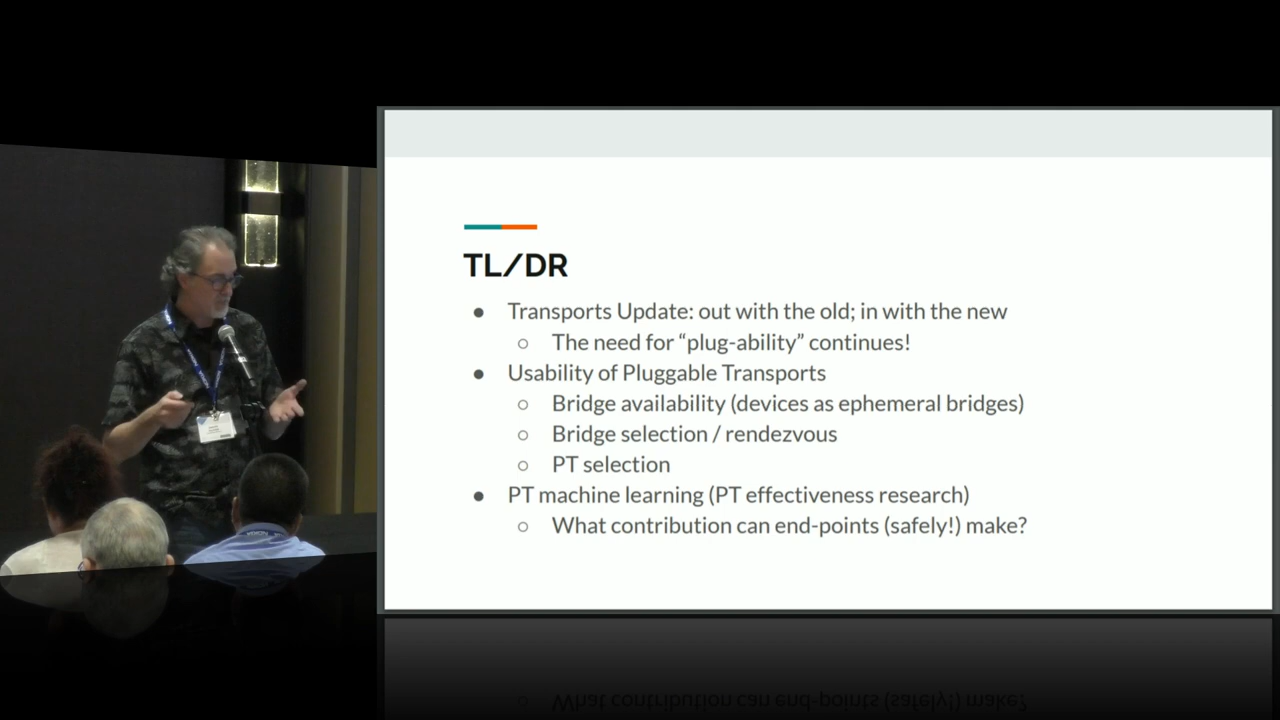 TL/DR
● Transports Update: out with the old; in with the new
○ The need for “plug-ability” continues!
● Usability of Pluggable Transports
○ Bridge availability (devices as ephemeral bridges)
○ Bridge selection / rendezvous
○ PT selection
● PT machine learning (PT effectiveness research)
○ What contribution can end-points (safely!) make?